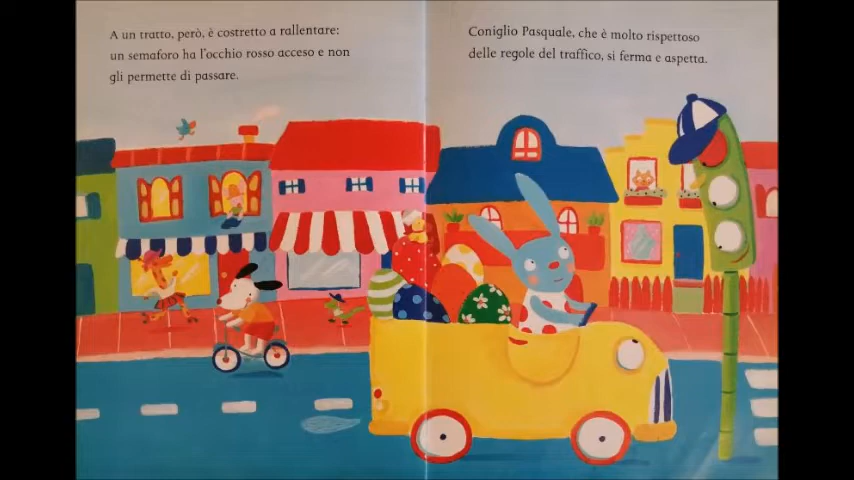 A un tratto, però, è costretto a rallentare:
un semaforo ha l'occhio rosso acceso e non
gli permette di passare.
Coniglio Pasquale, che è molto rispettoso
delle regole del traffico, si ferma e aspetta.